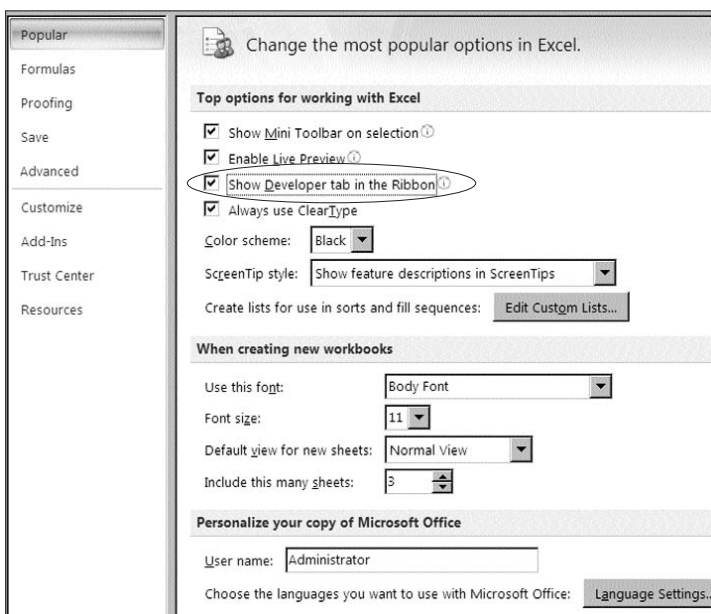 Popular
Formulas
Proofing
Save
Advanced
Customize
Add-Ins
Trust Center
Resources
Change the most popular options in Excel.
Top options for working with Excel
Show Mini Toolbar on selection
Enable Live Preview
Show Developer tab in the Ribbon
Always use ClearType
Color scheme: Black
ScreenTip style: Show feature descriptions in ScreenTips
Create lists for use in sorts and fill sequences: Edit Custom Lists...
When creating new workbooks
Use this font: Body Font
Font size: 11
Default view for new sheets: Normal View
Include this many sheets: 3
Personalize your copy of Microsoft Office
User name: Administrator
Choose the languages you want to use with Microsoft Office: Language Settings..